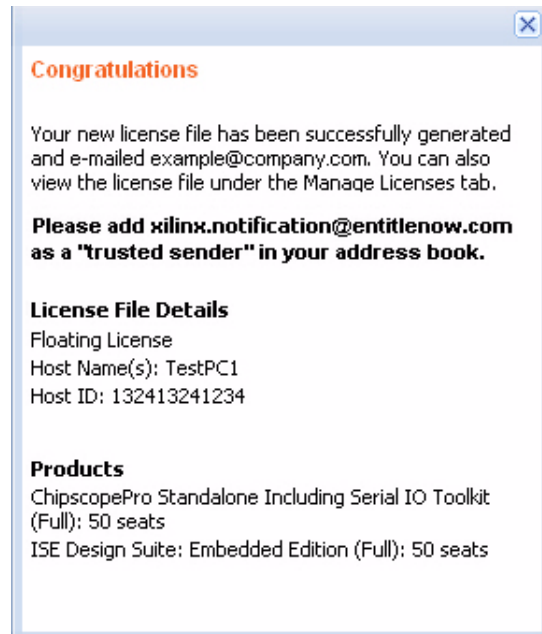 Congratulations
Your new license file has been successfully generated
and e-mailed example@company.com. You can also
view the license file under the Manage Licenses tab.
Please add xilinx.notification@entitlenow.com
as a "trusted sender" in your address book.
License File Details
Floating License
Host Name(s): TestPC1
Host ID: 132413241234
Products
ChipscopePro Standalone Including Serial IO Toolkit
(Full): 50 seats
ISE Design Suite: Embedded Edition (Full): 50 seats